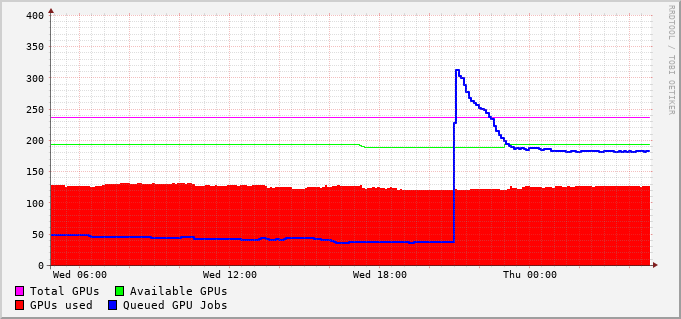 RRDTOOL / TOBI OETIKER
400
350
300
250
200
150
100
50
0
Wed 06:00 Wed 12:00 Wed 18:00 Thu 00:00
Total GPUs Available GPUs
GPUs used Queued GPU Jobs